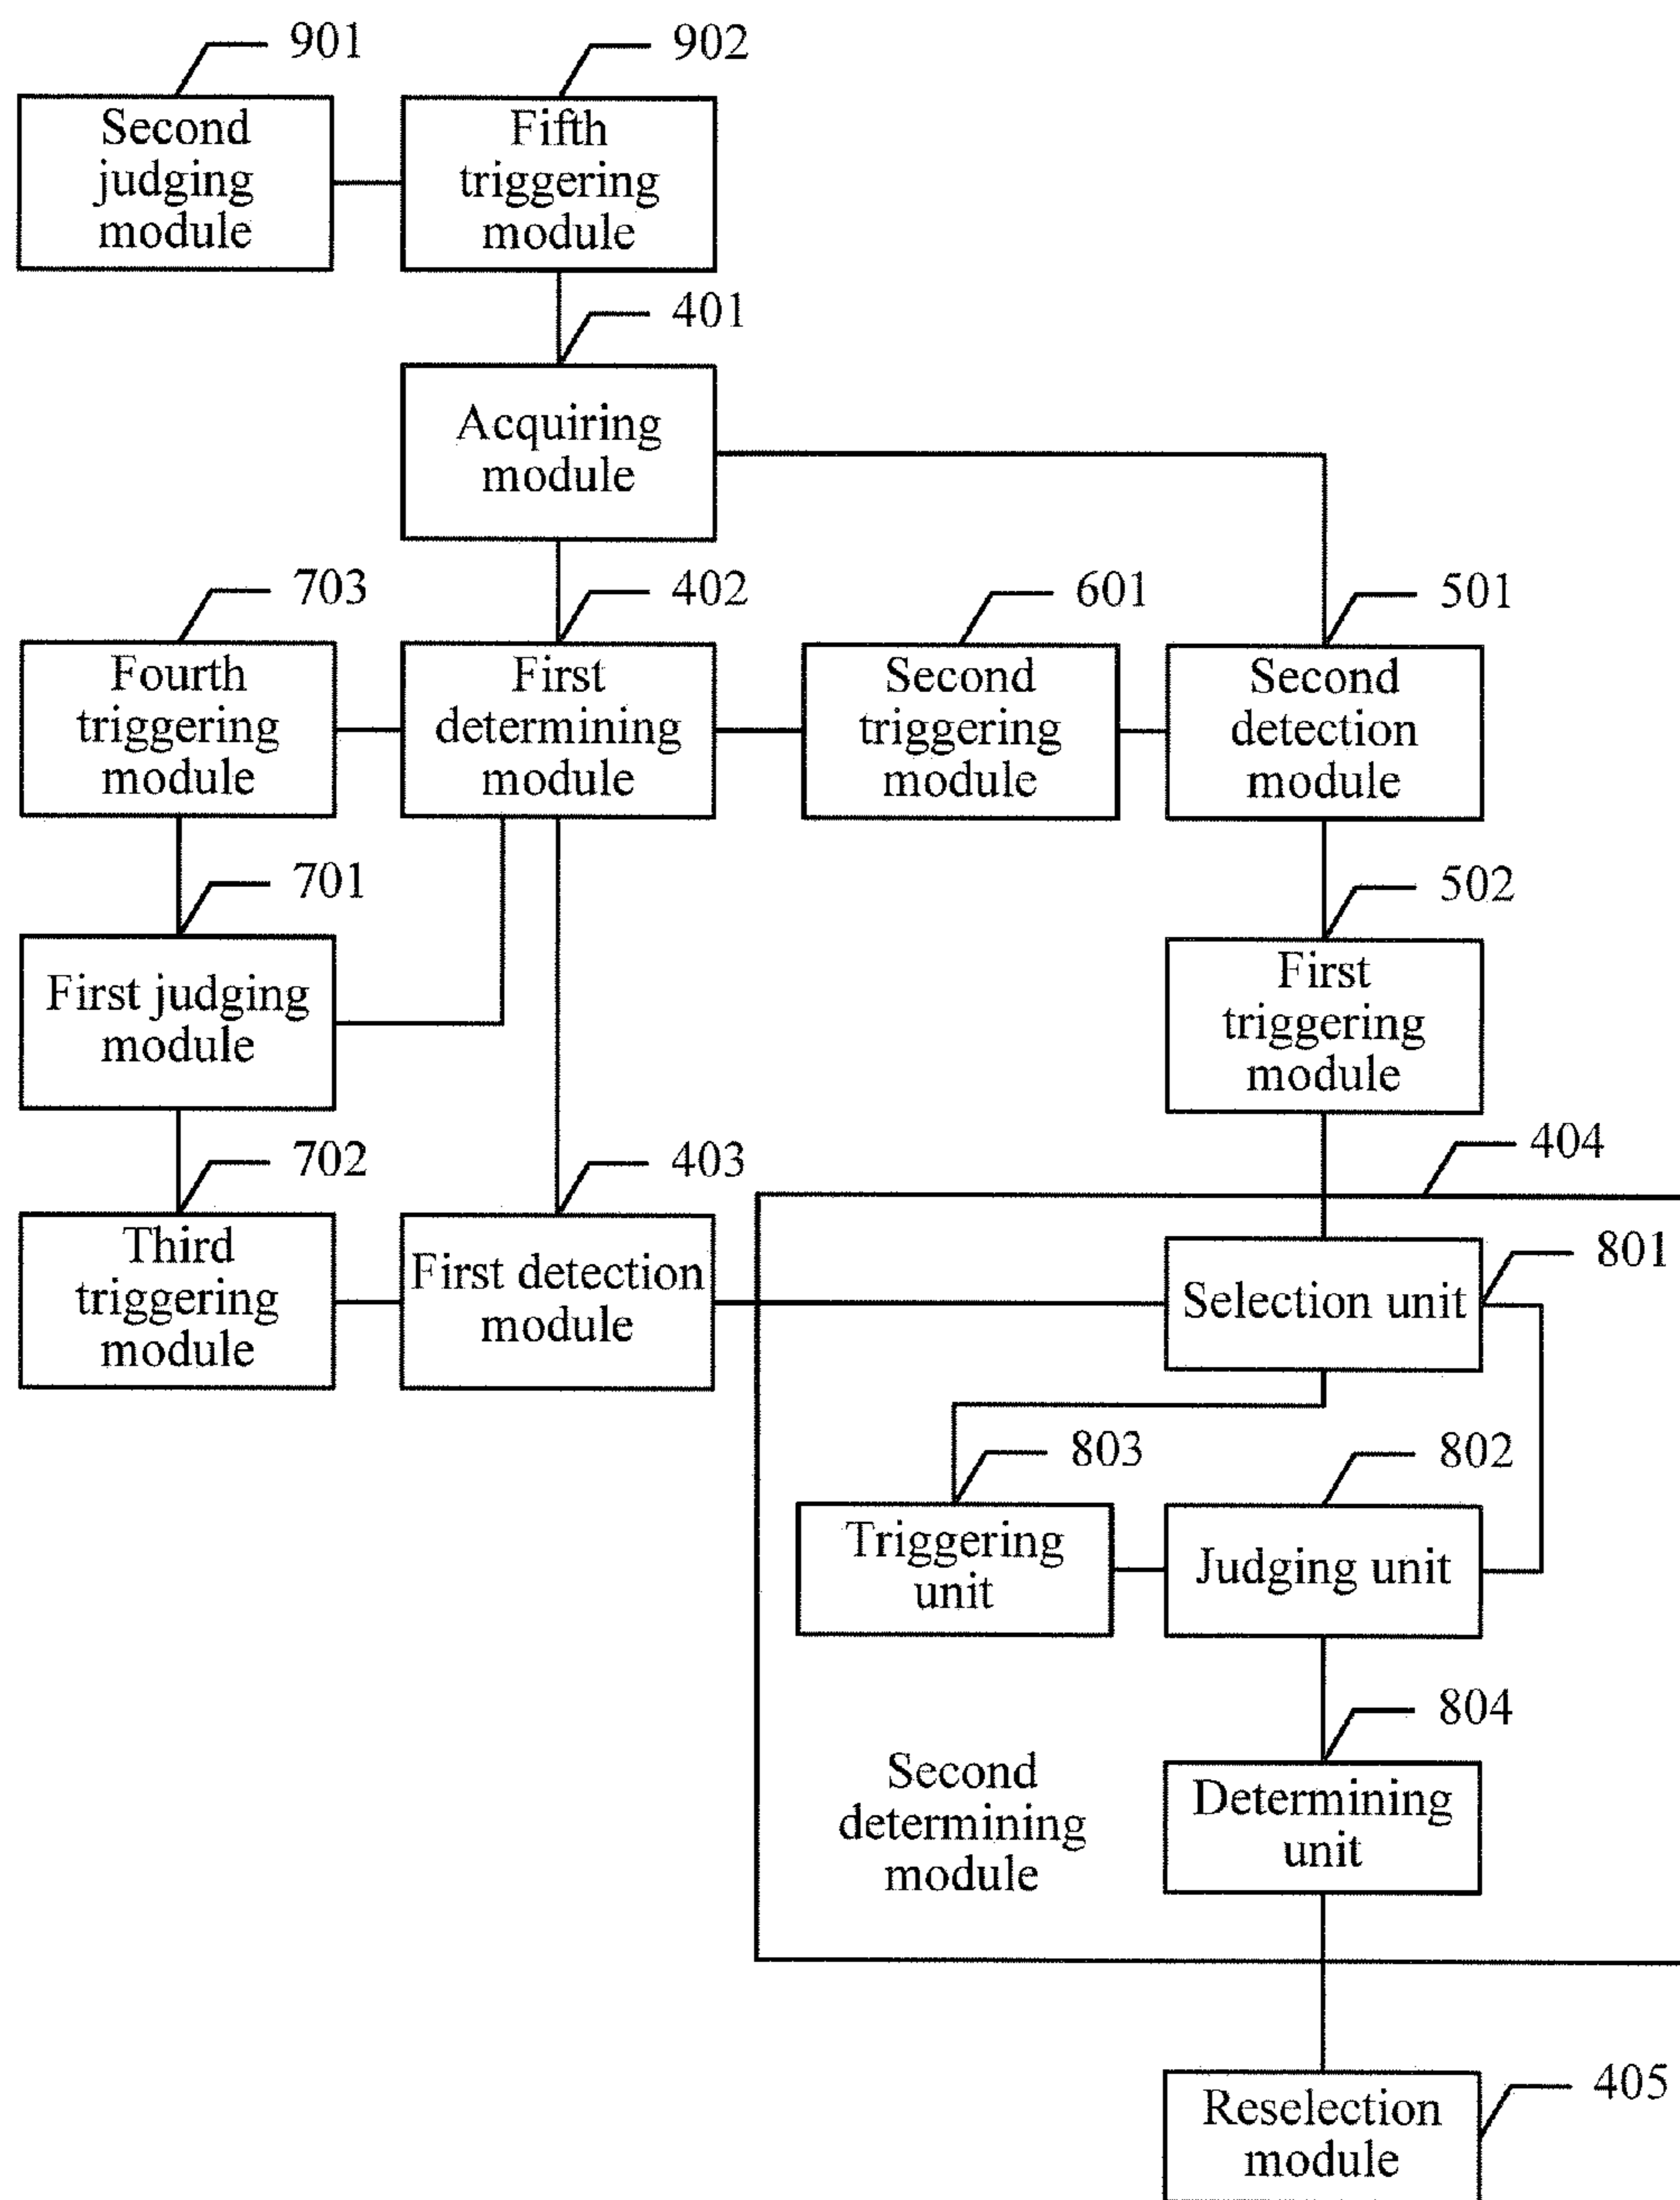 901
902
Second
judging
module
Fifth
triggering
module
401
Acquiring
module
703
402
601
501
Fourth
triggering
module
First
determining
module
Second
triggering
module
Second
detection
module
701
502
First judging
module
First
triggering
module
702
403
404
Third
triggering
module
First detection
module
801
Selection unit
803
802
Triggering
unit
Judging unit
804
Second
determining
module
Determining
unit
405
Reselection
module